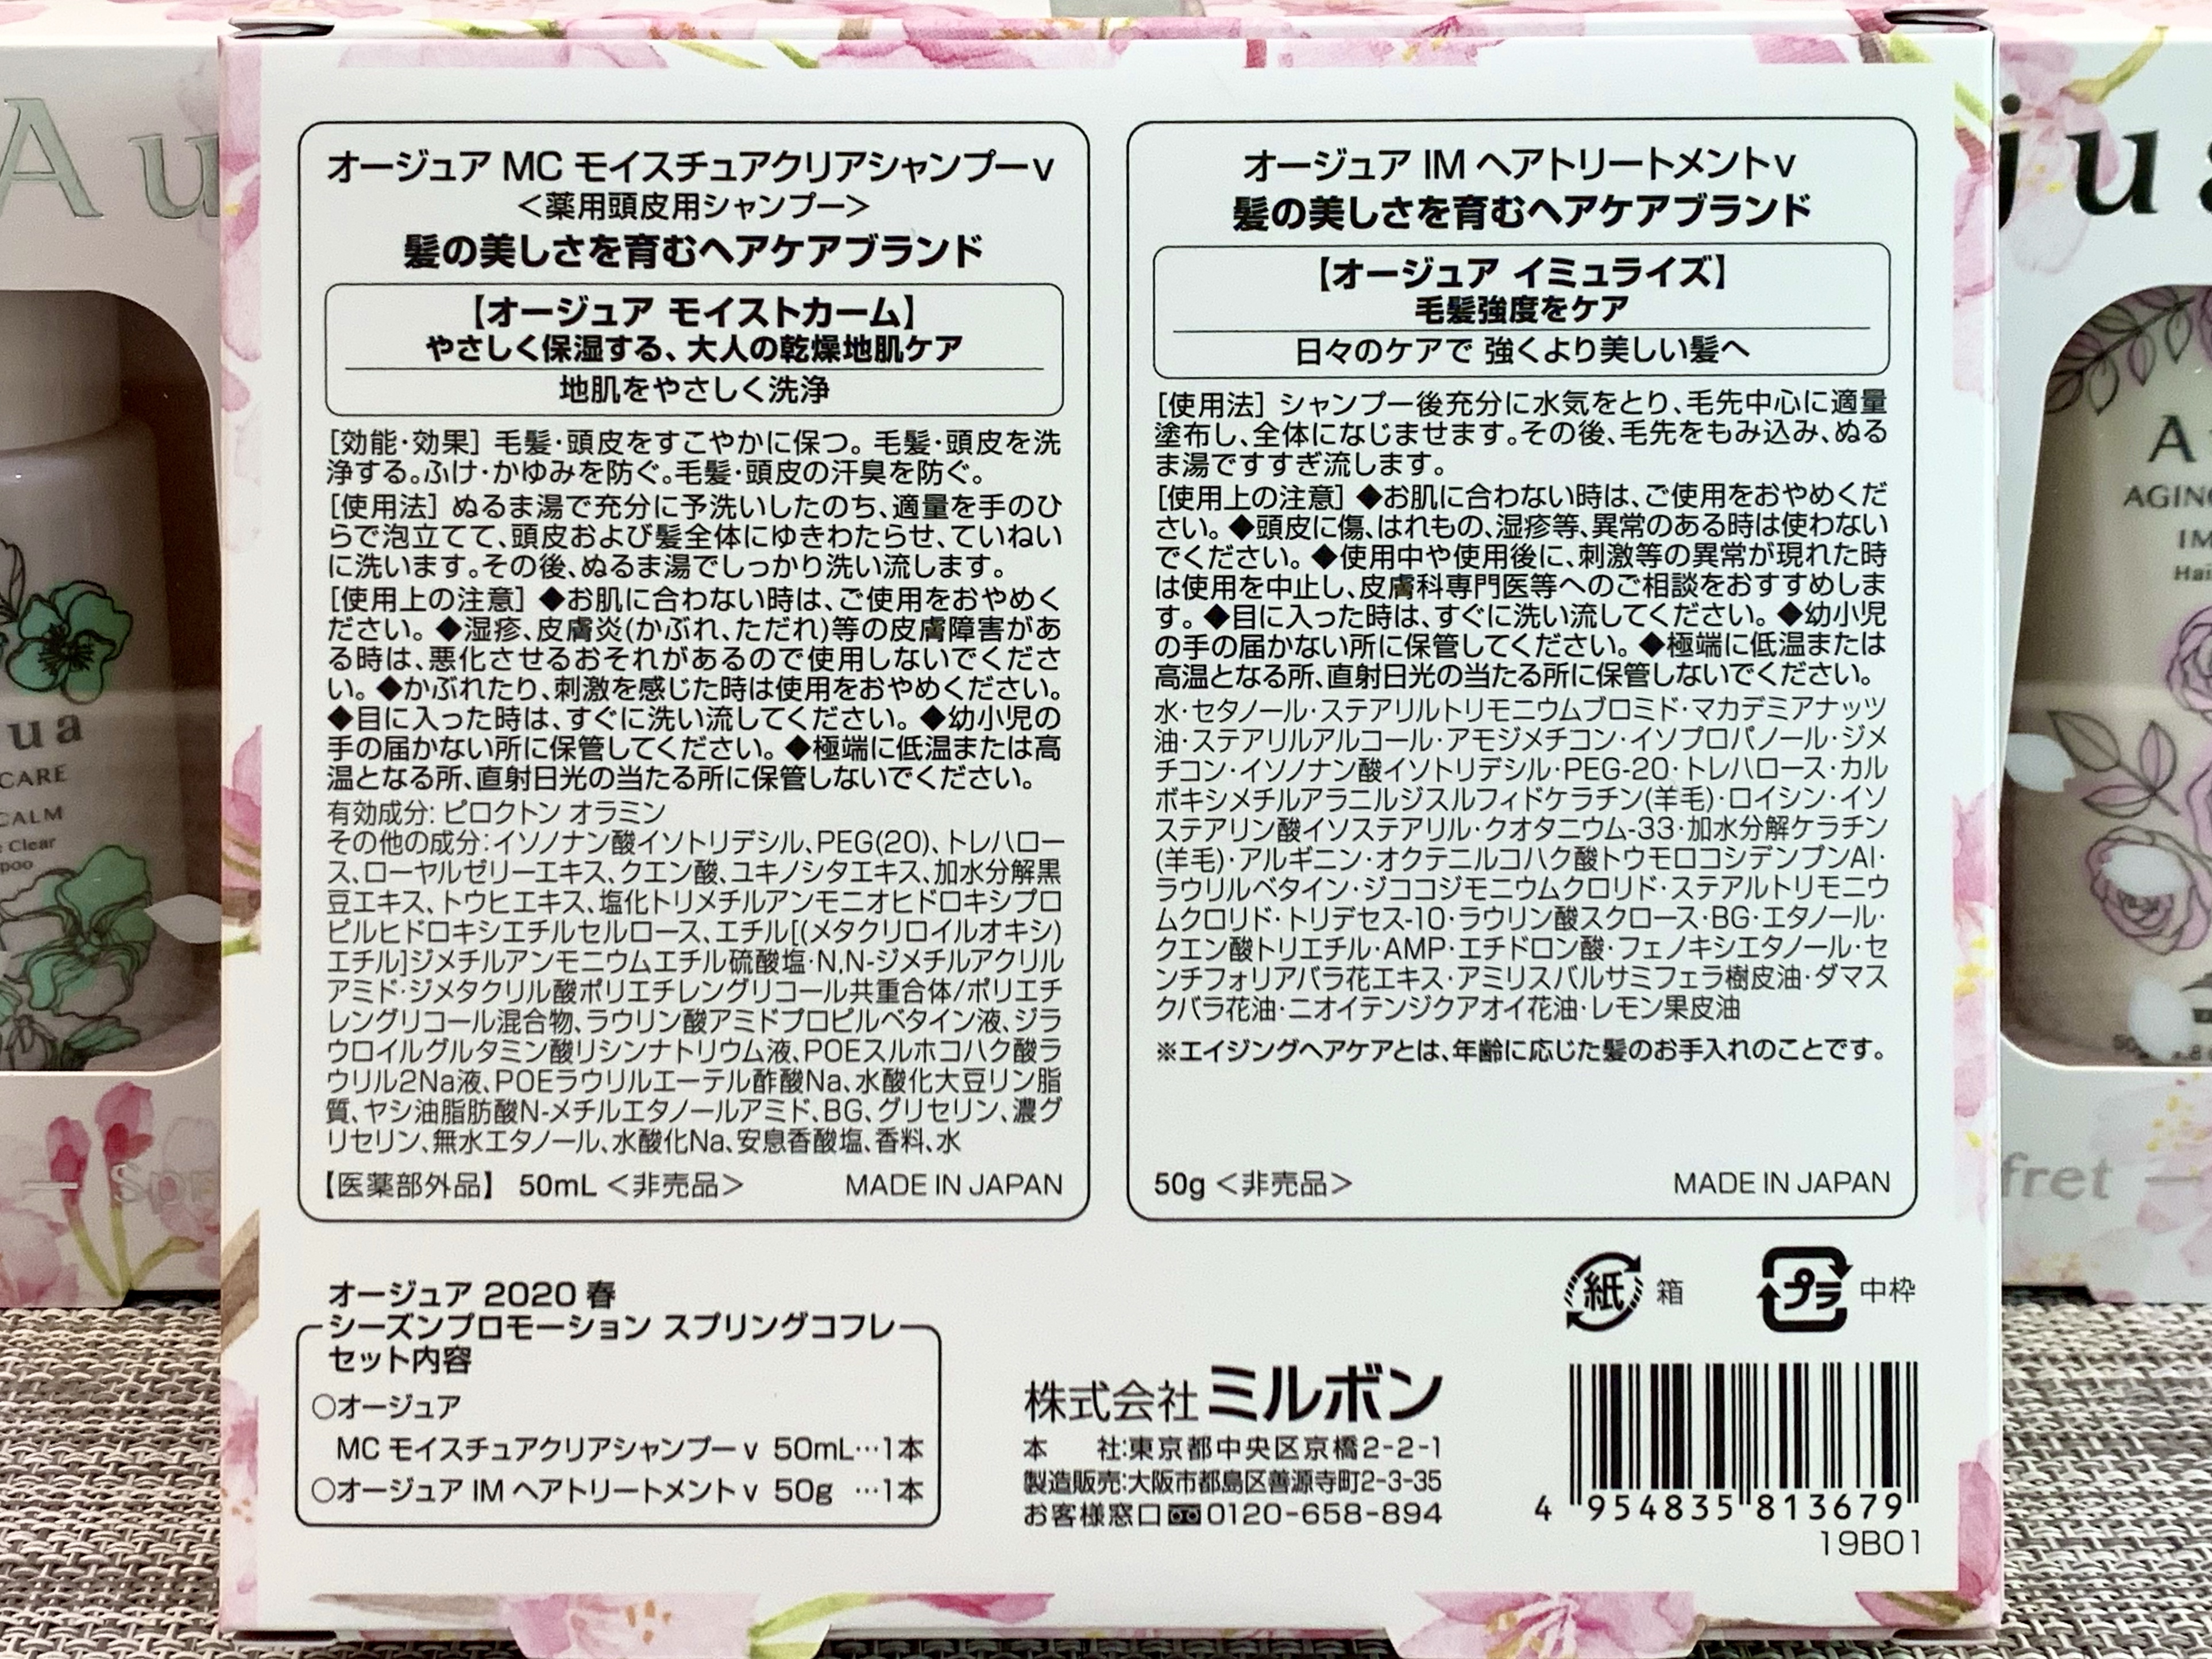 オージュア MC モイスチュアクリアシャンプーv
<薬用頭皮用シャンプー>
髪の美しさを育むヘアケアブランド
【オージュア モイストカーム】
やさしく保湿する、大人の乾燥地肌ケア
地肌をやさしく洗浄
[効能・効果] 毛髪・頭皮をすこやかに保つ。毛髪・頭皮を洗
浄する。ふけ・かゆみを防ぐ。毛髪・頭皮の汗臭を防ぐ。
[使用法] ぬるま湯で充分に予洗いしたのち、適量を手のひ
らで泡立てて、頭皮および髪全体にゆきわたらせ、ていねい
に洗います。その後、ぬるま湯でしっかり洗い流します。
[使用上の注意] ◆お肌に合わない時は、ご使用をおやめく
ださい。◆湿疹、皮膚炎(かぶれ、ただれ)等の皮膚障害があ
る時は、悪化させるおそれがあるので使用しないでくださ
い。◆かぶれたり、刺激を感じた時は使用をおやめください。
◆目に入った時は、すぐに洗い流してください。◆幼小児の
手の届かない所に保管してください。◆極端に低温または高
温となる所、直射日光の当たる所に保管しないでください。
有効成分: ピロクトン オラミン
その他の成分:イソノナン酸イソトリデシル、PEG(20)、トレハロー
ス、ローヤルゼリーエキス、クエン酸、ユキノシタエキス、加水分解黒
豆エキス、トウヒエキス、塩化トリメチルアンモニオヒドロキシプロ
ピルヒドロキシエチルセルロース、エチル[(メタクリロイルオキシ)
エチル]ジメチルアンモニウムエチル硫酸塩・N,N-ジメチルアクリル
アミド・ジメタクリル酸ポリエチレングリコール共重合体/ポリエチ
レングリコール混合物、ラウリン酸アミドプロピルベタイン液、ジラ
ウロイルグルタミン酸リシンナトリウム液、POEスルホコハク酸ラ
ウリル2Na液、POEラウリルエーテル酢酸Na、水酸化大豆リン脂
質、ヤシ油脂肪酸N-メチルエタノールアミド、BG、グリセリン、濃グ
リセリン、無水エタノール、水酸化Na、安息香酸塩、香料、水
【医薬部外品】 50mL <非売品> MADE IN JAPAN
オージュア IM ヘアトリートメントv
髪の美しさを育むヘアケアブランド
【オージュア イミュライズ】
毛髪強度をケア
日々のケアで 強くより美しい髪へ
[使用法] シャンプー後充分に水気をとり、毛先中心に適量
塗布し、全体になじませます。その後、毛先をもみ込み、ぬる
ま湯ですすぎ流します。
[使用上の注意] ◆お肌に合わない時は、ご使用をおやめくだ
さい。◆頭皮に傷、はれもの、湿疹等、異常のある時は使わない
でください。◆使用中や使用後に、刺激等の異常が現れた時
は使用を中止し、皮膚科専門医等へのご相談をおすすめしま
す。◆目に入った時は、すぐに洗い流してください。◆幼小児
の手の届かない所に保管してください。◆極端に低温または
高温となる所、直射日光の当たる所に保管しないでください。
水・セタノール・ステアリルトリモニウムブロミド・マカデミアナッツ
油・ステアリルアルコール・アモジメチコン・イソプロパノール・ジメ
チコン・イソノナン酸イソトリデシル・PEG-20・トレハロース・カル
ボキシメチルアラニルジスルフィドケラチン(羊毛)・ロイシン・イソ
ステアリン酸イソステアリル・クオタニウム-33・加水分解ケラチン
(羊毛)・アルギニン・オクテニルコハク酸トウモロコシデンプンAl・
ラウリルベタイン・ジココジモニウムクロリド・ステアルトリモニウ
ムクロリド・トリデセス-10・ラウリン酸スクロース・BG・エタノール・
クエン酸トリエチル・AMP・エチドロン酸・フェノキシエタノール・セ
ンチフォリアバラ花エキス・アミリスバルサミフェラ樹皮油・ダマス
クバラ花油・ニオイテンジクアオイ花油・レモン果皮油
※エイジングヘアケアとは、年齢に応じた髪のお手入れのことです。
50g <非売品> MADE IN JAPAN
オージュア 2020 春
シーズンプロモーション スプリングコフレ
セット内容
○オージュア
MC モイスチュアクリアシャンプーv 50mL…1本
○オージュア IM ヘアトリートメントv 50g …1本
株式会社ミルボン
本 社:東京都中央区京橋2-2-1
製造販売:大阪市都島区善源寺町2-3-35
お客様窓口 0120-658-894
紙 箱
プラ 中枠
4 954835 813679
19B01
Au
ua
CARE
CALM
Clear
poo
jua
A
AGING
IM
Hai
fret